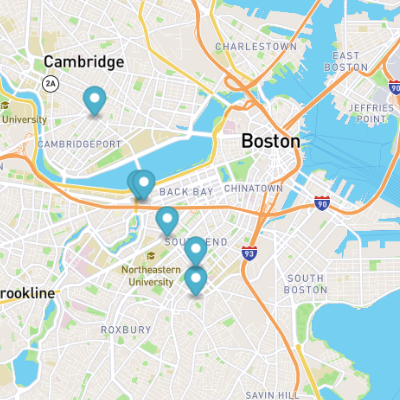 CHARLESTOWN
Cambridge
EAST
BOSTON
2A
90
University
JEFFRIES
POINT
CAMBRIDGEPORT
Boston
BACK BAY
CHINATOWN
90
SOUTH END
Northeastern
University
93
SOUTH
BOSTON
rookline
ROXBURY
SAVIN HILL